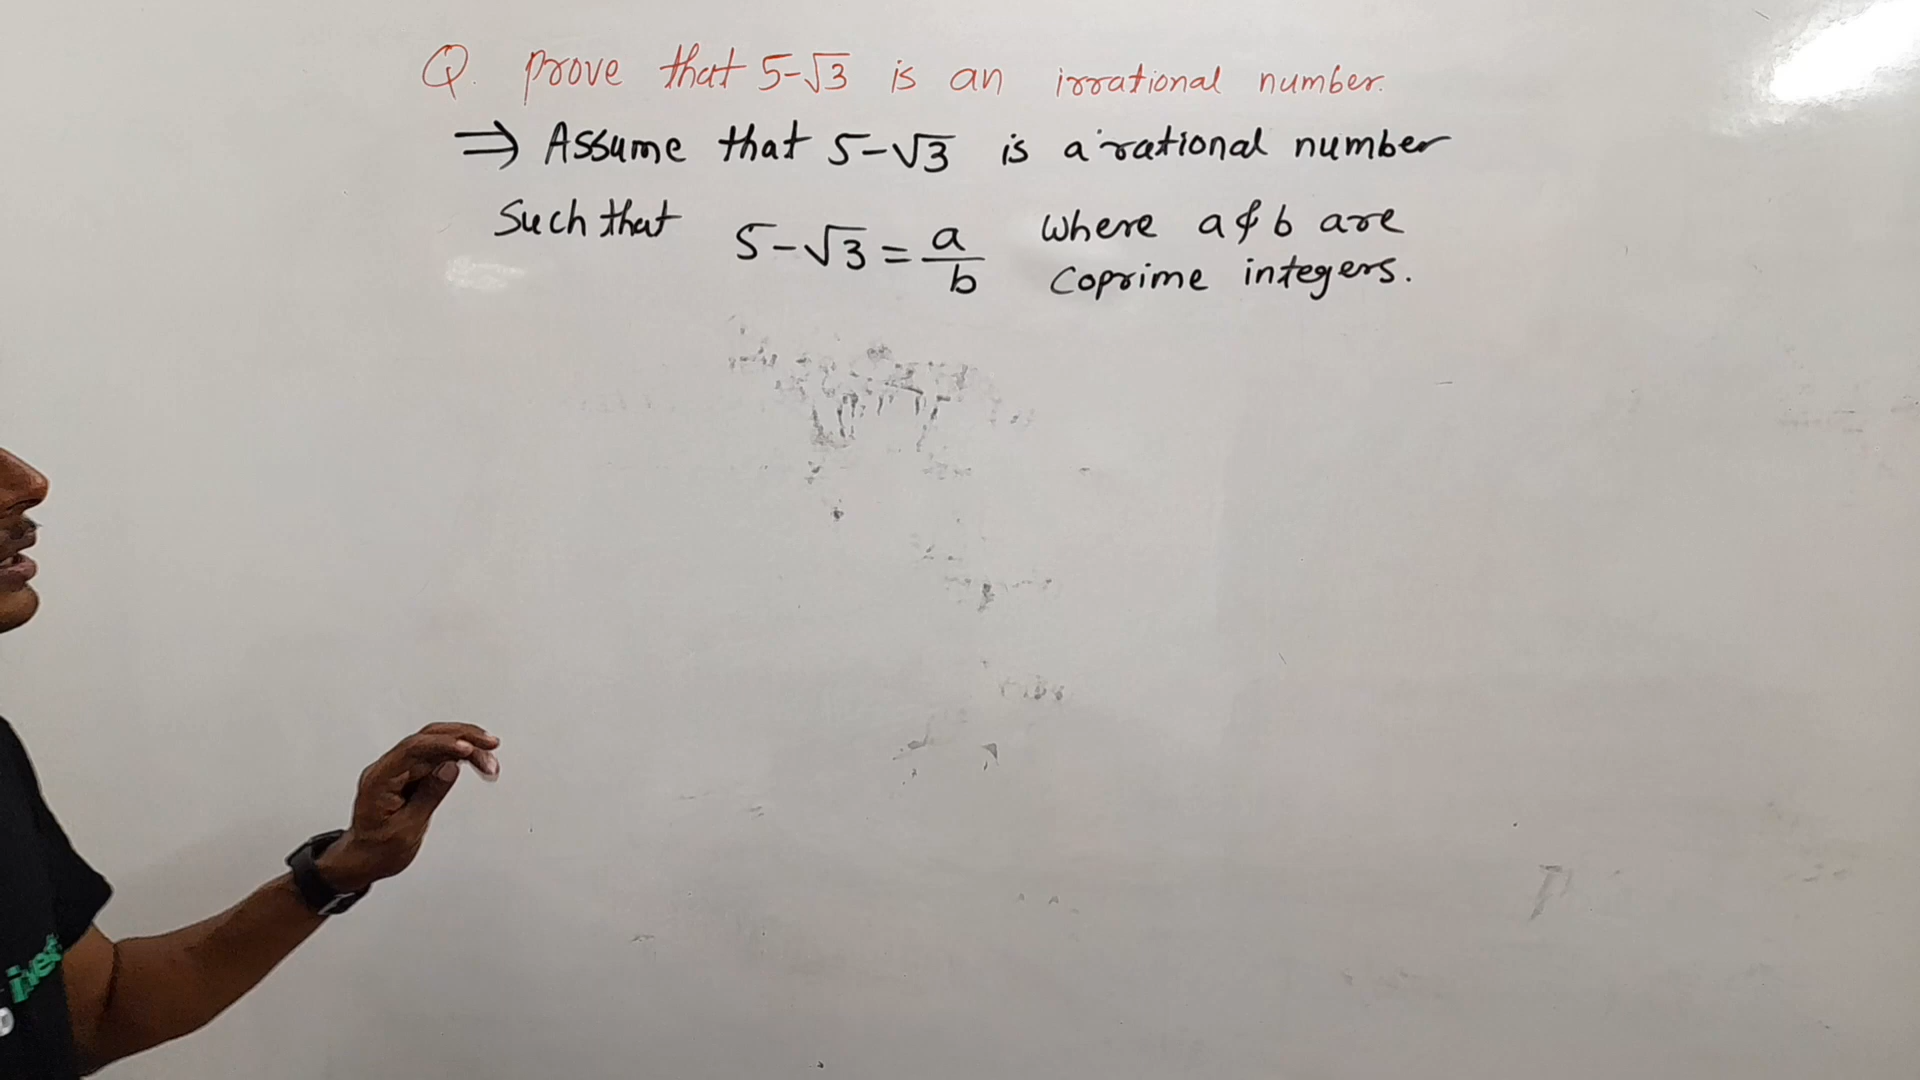 Q. Prove that 5-√3 is an irrational number.
⇒ Assume that 5-√3 is a rational number
Such that 5-√3 = a/b where a & b are
Coprime integers.